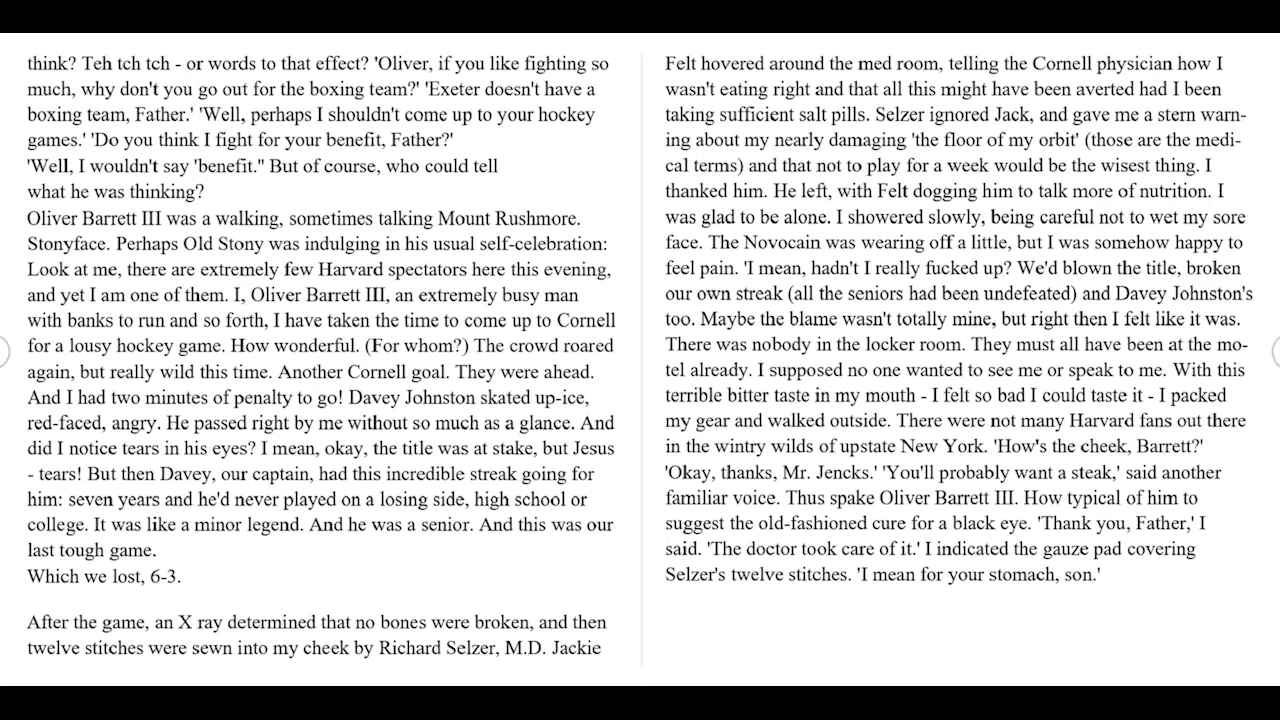 think? Teh tch tch - or words to that effect? 'Oliver, if you like fighting so
much, why don't you go out for the boxing team?' 'Exeter doesn't have a
boxing team, Father.' 'Well, perhaps I shouldn't come up to your hockey
games.' 'Do you think I fight for your benefit, Father?'
'Well, I wouldn't say 'benefit.'' But of course, who could tell
what he was thinking?
Oliver Barrett III was a walking, sometimes talking Mount Rushmore.
Stonyface. Perhaps Old Stony was indulging in his usual self-celebration:
Look at me, there are extremely few Harvard spectators here this evening,
and yet I am one of them. I, Oliver Barrett III, an extremely busy man
with banks to run and so forth, I have taken the time to come up to Cornell
for a lousy hockey game. How wonderful. (For whom?) The crowd roared
again, but really wild this time. Another Cornell goal. They were ahead.
And I had two minutes of penalty to go! Davey Johnston skated up-ice,
red-faced, angry. He passed right by me without so much as a glance. And
did I notice tears in his eyes? I mean, okay, the title was at stake, but Jesus
- tears! But then Davey, our captain, had this incredible streak going for
him: seven years and he'd never played on a losing side, high school or
college. It was like a minor legend. And he was a senior. And this was our
last tough game.
Which we lost, 6-3.
After the game, an X ray determined that no bones were broken, and then
twelve stitches were sewn into my cheek by Richard Selzer, M.D. Jackie
Felt hovered around the med room, telling the Cornell physician how I
wasn't eating right and that all this might have been averted had I been
taking sufficient salt pills. Selzer ignored Jack, and gave me a stern warn-
ing about my nearly damaging 'the floor of my orbit' (those are the medi-
cal terms) and that not to play for a week would be the wisest thing. I
thanked him. He left, with Felt dogging him to talk more of nutrition. I
was glad to be alone. I showered slowly, being careful not to wet my sore
face. The Novocain was wearing off a little, but I was somehow happy to
feel pain. 'I mean, hadn't I really fucked up? We'd blown the title, broken
our own streak (all the seniors had been undefeated) and Davey Johnston's
too. Maybe the blame wasn't totally mine, but right then I felt like it was.
There was nobody in the locker room. They must all have been at the mo-
tel already. I supposed no one wanted to see me or speak to me. With this
terrible bitter taste in my mouth - I felt so bad I could taste it - I packed
my gear and walked outside. There were not many Harvard fans out there
in the wintry wilds of upstate New York. 'How's the cheek, Barrett?'
'Okay, thanks, Mr. Jencks.' 'You'll probably want a steak,' said another
familiar voice. Thus spake Oliver Barrett III. How typical of him to
suggest the old-fashioned cure for a black eye. 'Thank you, Father,' I
said. 'The doctor took care of it.' I indicated the gauze pad covering
Selzer's twelve stitches. 'I mean for your stomach, son.'